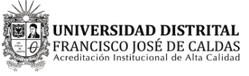 UNIVERSIDAD DISTRITAL
FRANCISCO JOSÉ DE CALDAS
Acreditación Institucional de Alta Calidad